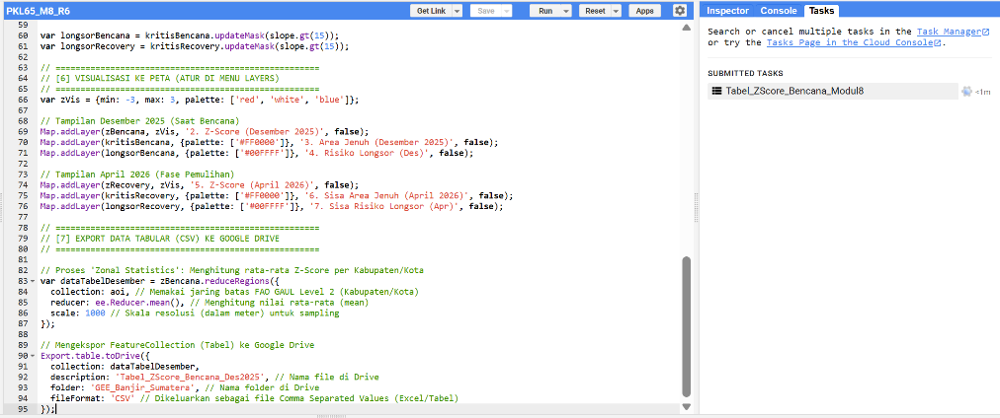 PKL65_M8_R6
Get Link
Save
Run
Reset
Apps
59
60 var longsorBencana = kritisBencana.updateMask(slope.gt(15));
61 var longsorRecovery = kritisRecovery.updateMask(slope.gt(15));
62
63 // =====================================================
64 // [6] VISUALISASI KE PETA (ATUR DI MENU LAYERS)
65 // =====================================================
66 var zVis = {min: -3, max: 3, palette: ['red', 'white', 'blue']};
67
68 // Tampilan Desember 2025 (Saat Bencana)
69 Map.addLayer(zBencana, zVis, '2. Z-Score (Desember 2025)', false);
70 Map.addLayer(kritisBencana, {palette: ['#FF0000']}, '3. Area Jenuh (Desember 2025)', false);
71 Map.addLayer(longsorBencana, {palette: ['#00FFFF']}, '4. Risiko Longsor (Des)', false);
72
73 // Tampilan April 2026 (Fase Pemulihan)
74 Map.addLayer(zRecovery, zVis, '5. Z-Score (April 2026)', false);
75 Map.addLayer(kritisRecovery, {palette: ['#FF0000']}, '6. Sisa Area Jenuh (April 2026)', false);
76 Map.addLayer(longsorRecovery, {palette: ['#00FFFF']}, '7. Sisa Risiko Longsor (Apr)', false);
77
78 // =====================================================
79 // [7] EXPORT DATA TABULAR (CSV) KE GOOGLE DRIVE
80 // =====================================================
81
82 // Proses 'Zonal Statistics': Menghitung rata-rata Z-Score per Kabupaten/Kota
83 var dataTabelDesember = zBencana.reduceRegions({
84 collection: aoi, // Memakai jaring batas FAO GAUL Level 2 (Kabupaten/Kota)
85 reducer: ee.Reducer.mean(), // Menghitung nilai rata-rata (mean)
86 scale: 1000 // Skala resolusi (dalam meter) untuk sampling
87 });
88
89 // Mengekspor FeatureCollection (Tabel) ke Google Drive
90 Export.table.toDrive({
91 collection: dataTabelDesember,
92 description: 'Tabel_ZScore_Bencana_Des2025', // Nama file di Drive
93 folder: 'GEE_Banjir_Sumatera', // Nama folder di Drive
94 fileFormat: 'CSV' // Dikeluarkan sebagai file Comma Separated Values (Excel/Tabel)
95 });
Inspector Console Tasks
Search or cancel multiple tasks in the Task Manager
or try the Tasks Page in the Cloud Console.
SUBMITTED TASKS
Tabel_ZScore_Bencana_Modul8 <1m